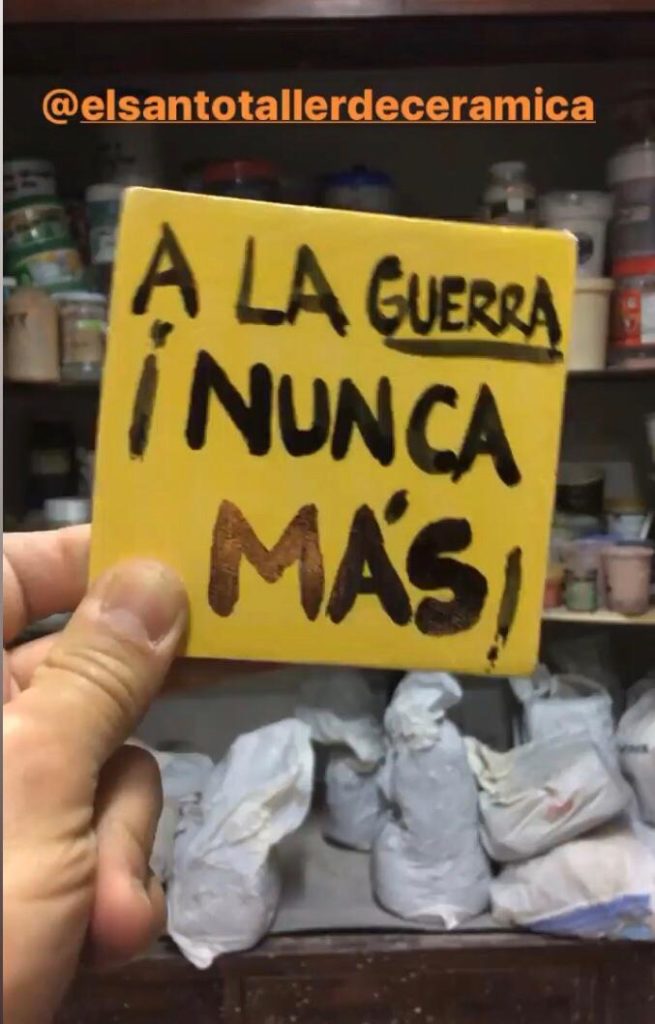 @elsantotallerdeceramica
A LA GUERRA
¡NUNCA
MÁS!